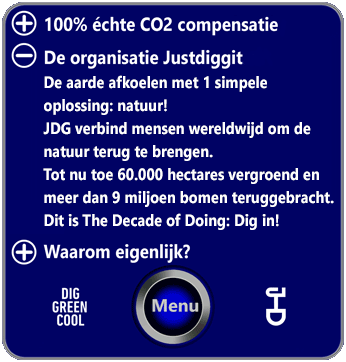 100% échte CO2 compensatie
De organisatie Justdiggit
De aarde afkoelen met 1 simpele
oplossing: natuur!
JDG verbind mensen wereldwijd om de
natuur terug te brengen.
Tot nu toe 60.000 hectares vergroend en
meer dan 9 miljoen bomen teruggebracht.
Dit is The Decade of Doing: Dig in!
Waarom eigenlijk?
DIG
GREEN
COOL
Menu